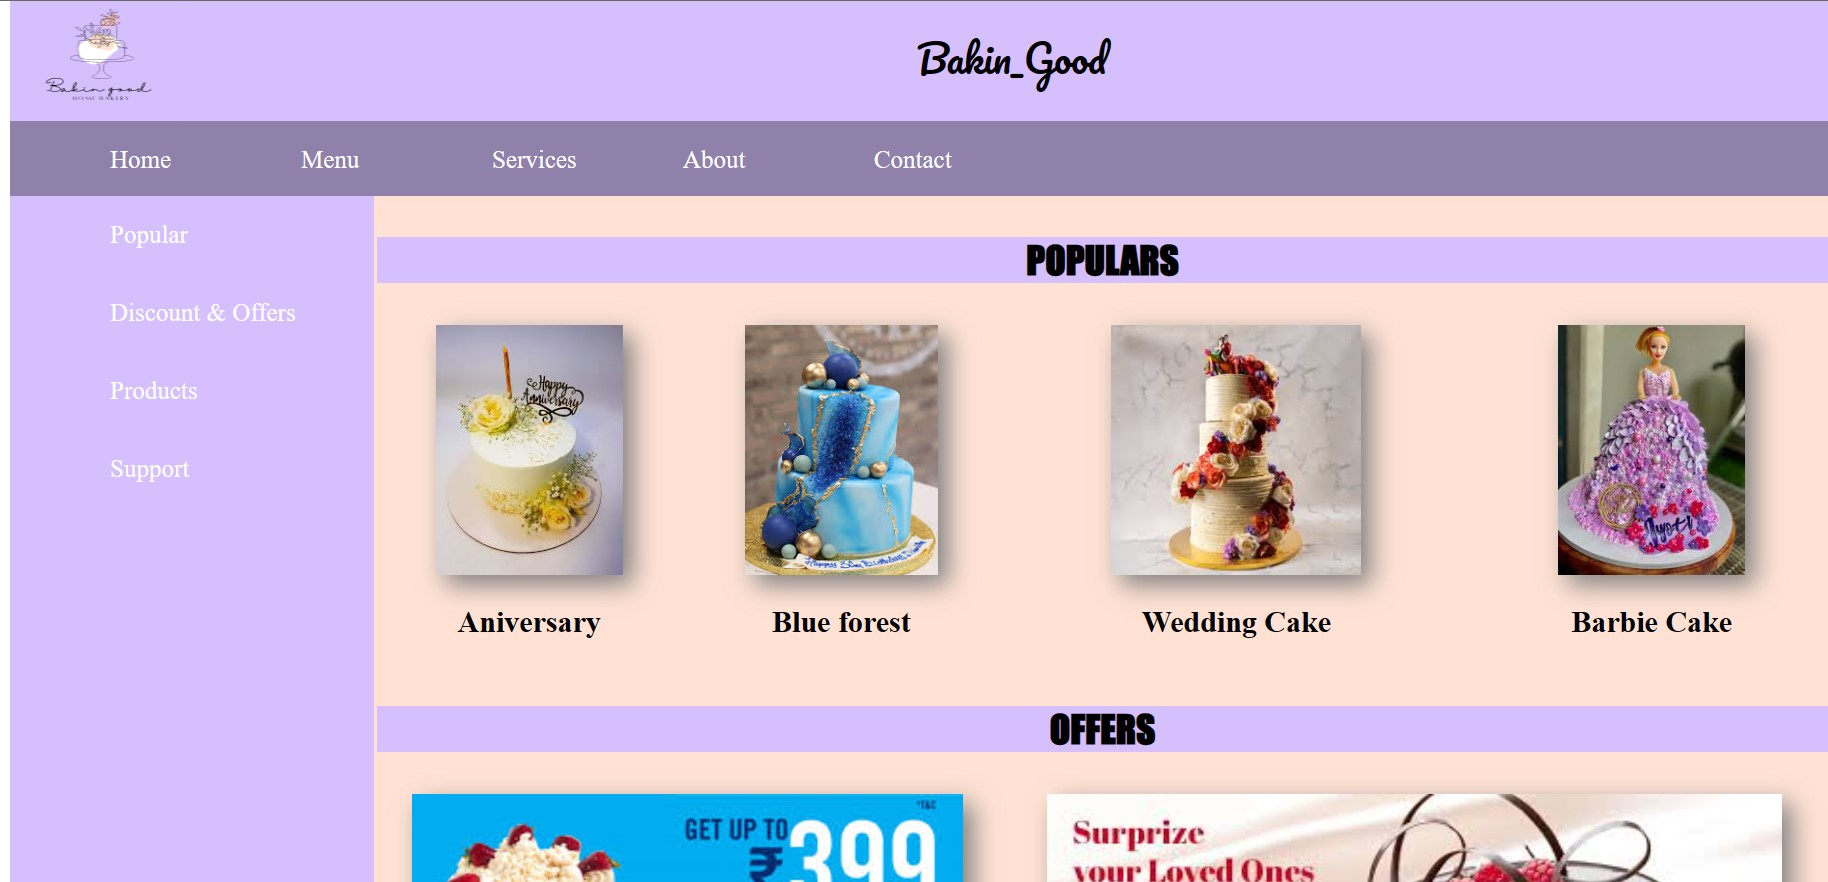 Bakin good
HOME BAKERY
Bakin_Good
Home Menu Services About Contact
Popular
Discount & Offers
Products
Support
POPULARS
Happy
Anniversary
Aniversary
Blue forest
Wedding Cake
Barbie Cake
OFFERS
*T&C
GET UP TO
₹399
Surprize
your Loved Ones